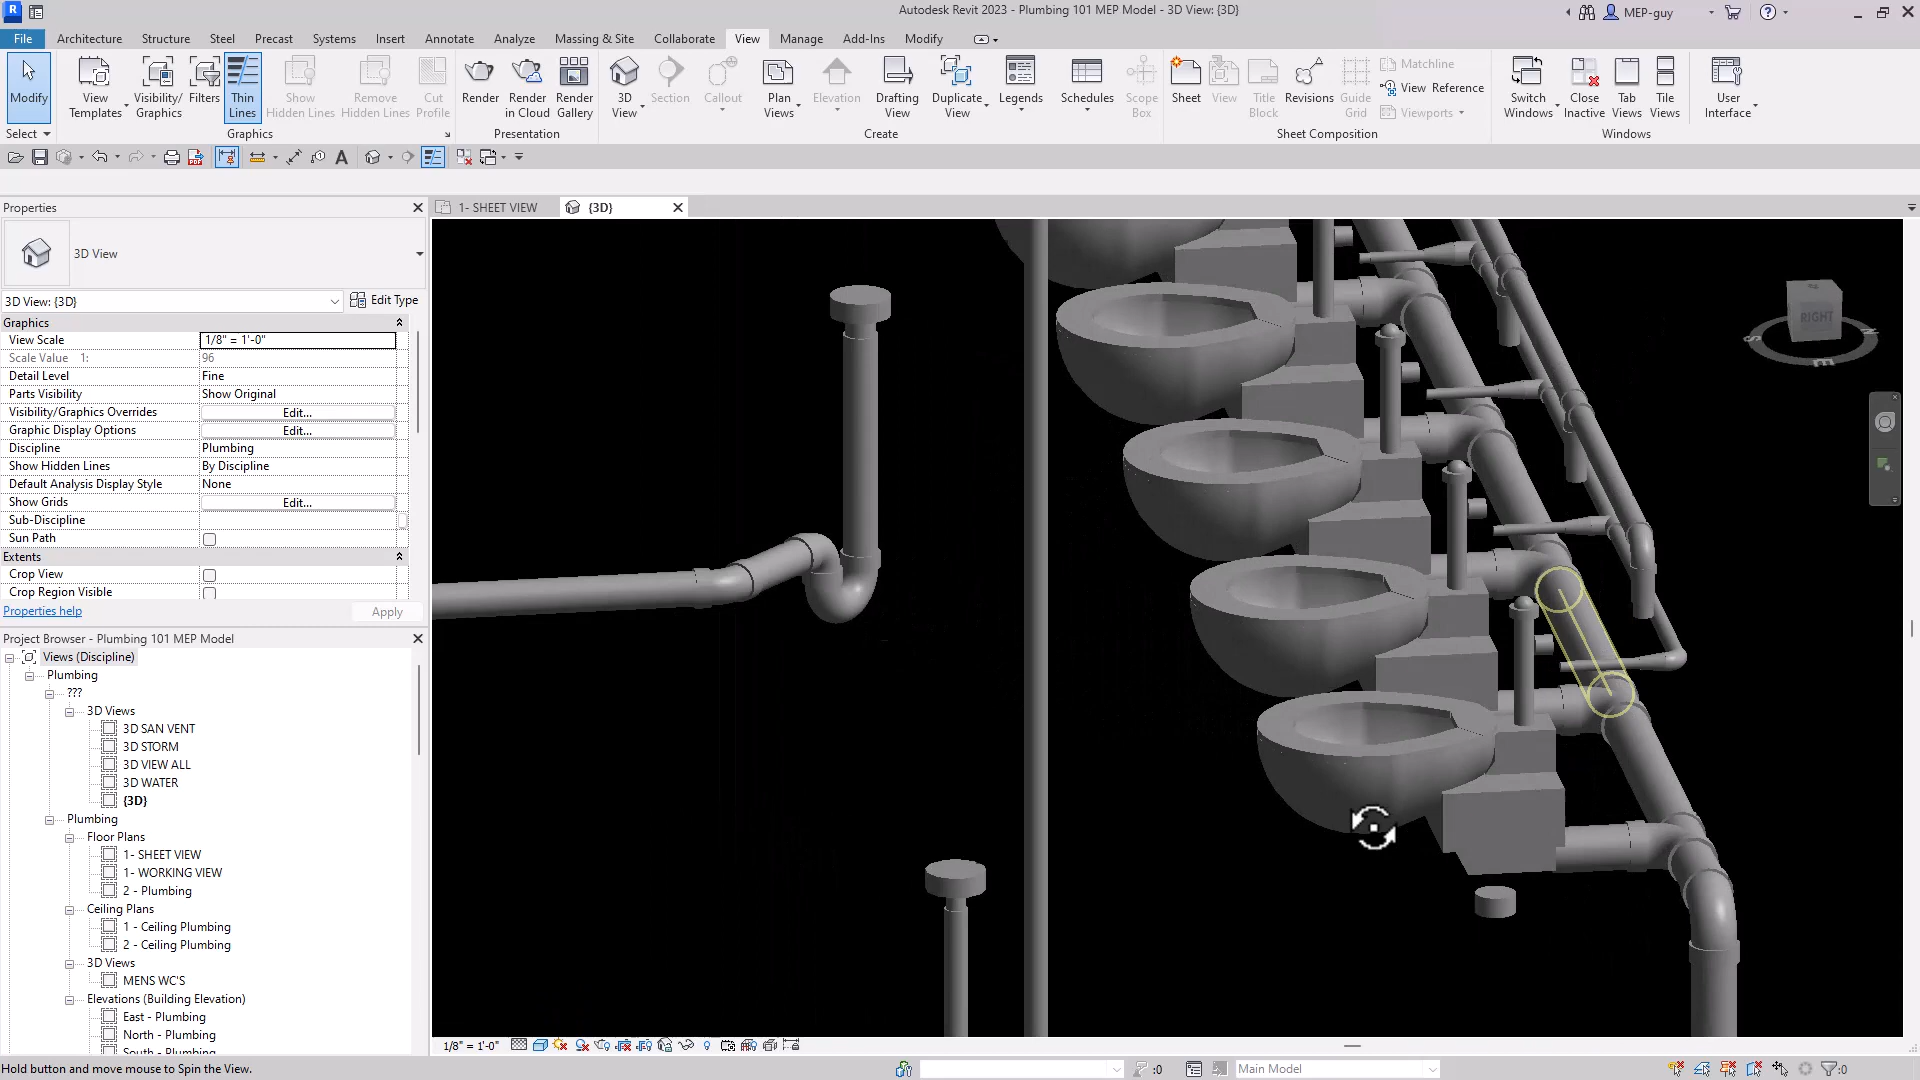 Autodesk Revit 2023 - Plumbing 101 MEP Model - 3D View: {3D}
MEP-guy
File Architecture Structure Steel Precast Systems Insert Annotate Analyze Massing & Site Collaborate View Manage Add-Ins Modify
Modify
View Templates
Visibility/ Graphics
Filters
Thin Lines
Show Hidden Lines
Remove Hidden Lines
Cut Profile
Render
Render in Cloud
Render Gallery
3D View
Section
Callout
Plan Views
Elevation
Drafting View
Duplicate View
Legends
Schedules
Scope Box
Sheet
View
Title Block
Revisions
Guide Grid
Matchline
View Reference
Viewports
Switch Windows
Close Inactive
Tab Views
Tile Views
User Interface
Select
Graphics
Presentation
Create
Sheet Composition
Windows
Properties
1- SHEET VIEW
{3D}
3D View
3D View: {3D}
Edit Type
Graphics
View Scale 1/8" = 1'-0"
Scale Value 1: 96
Detail Level Fine
Parts Visibility Show Original
Visibility/Graphics Overrides Edit...
Graphic Display Options Edit...
Discipline Plumbing
Show Hidden Lines By Discipline
Default Analysis Display Style None
Show Grids Edit...
Sub-Discipline
Sun Path
Extents
Crop View
Crop Region Visible
Properties help
Apply
Project Browser - Plumbing 101 MEP Model
Views (Discipline)
Plumbing
???
3D Views
3D SAN VENT
3D STORM
3D VIEW ALL
3D WATER
{3D}
Plumbing
Floor Plans
1- SHEET VIEW
1- WORKING VIEW
2 - Plumbing
Ceiling Plans
1 - Ceiling Plumbing
2 - Ceiling Plumbing
3D Views
MENS WC'S
Elevations (Building Elevation)
East - Plumbing
North - Plumbing
South - Plumbing
RIGHT
S
E
N
1/8" = 1'-0"
Hold button and move mouse to Spin the View.
:0
Main Model
:0